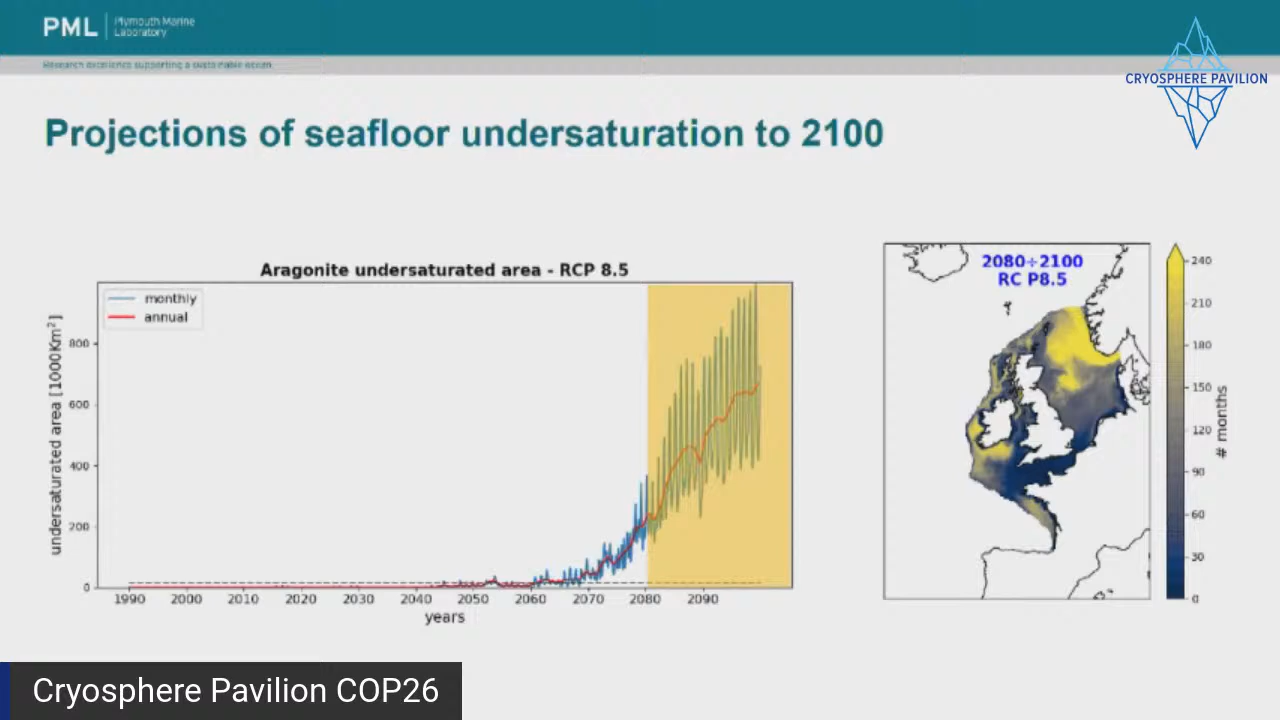 PML
Plymouth Marine
Laboratory
Research excellence supporting a sustainable ocean
CRYOSPHERE PAVILION
Projections of seafloor undersaturation to 2100
Aragonite undersaturated area - RCP 8.5
monthly
annual
undersaturated area [1000Km²]
800
600
400
200
0
1990 2000 2010 2020 2030 2040 2050 2060 2070 2080 2090
years
2080÷2100
RC P8.5
240
210
180
150
120
90
60
30
0
# months
Cryosphere Pavilion COP26